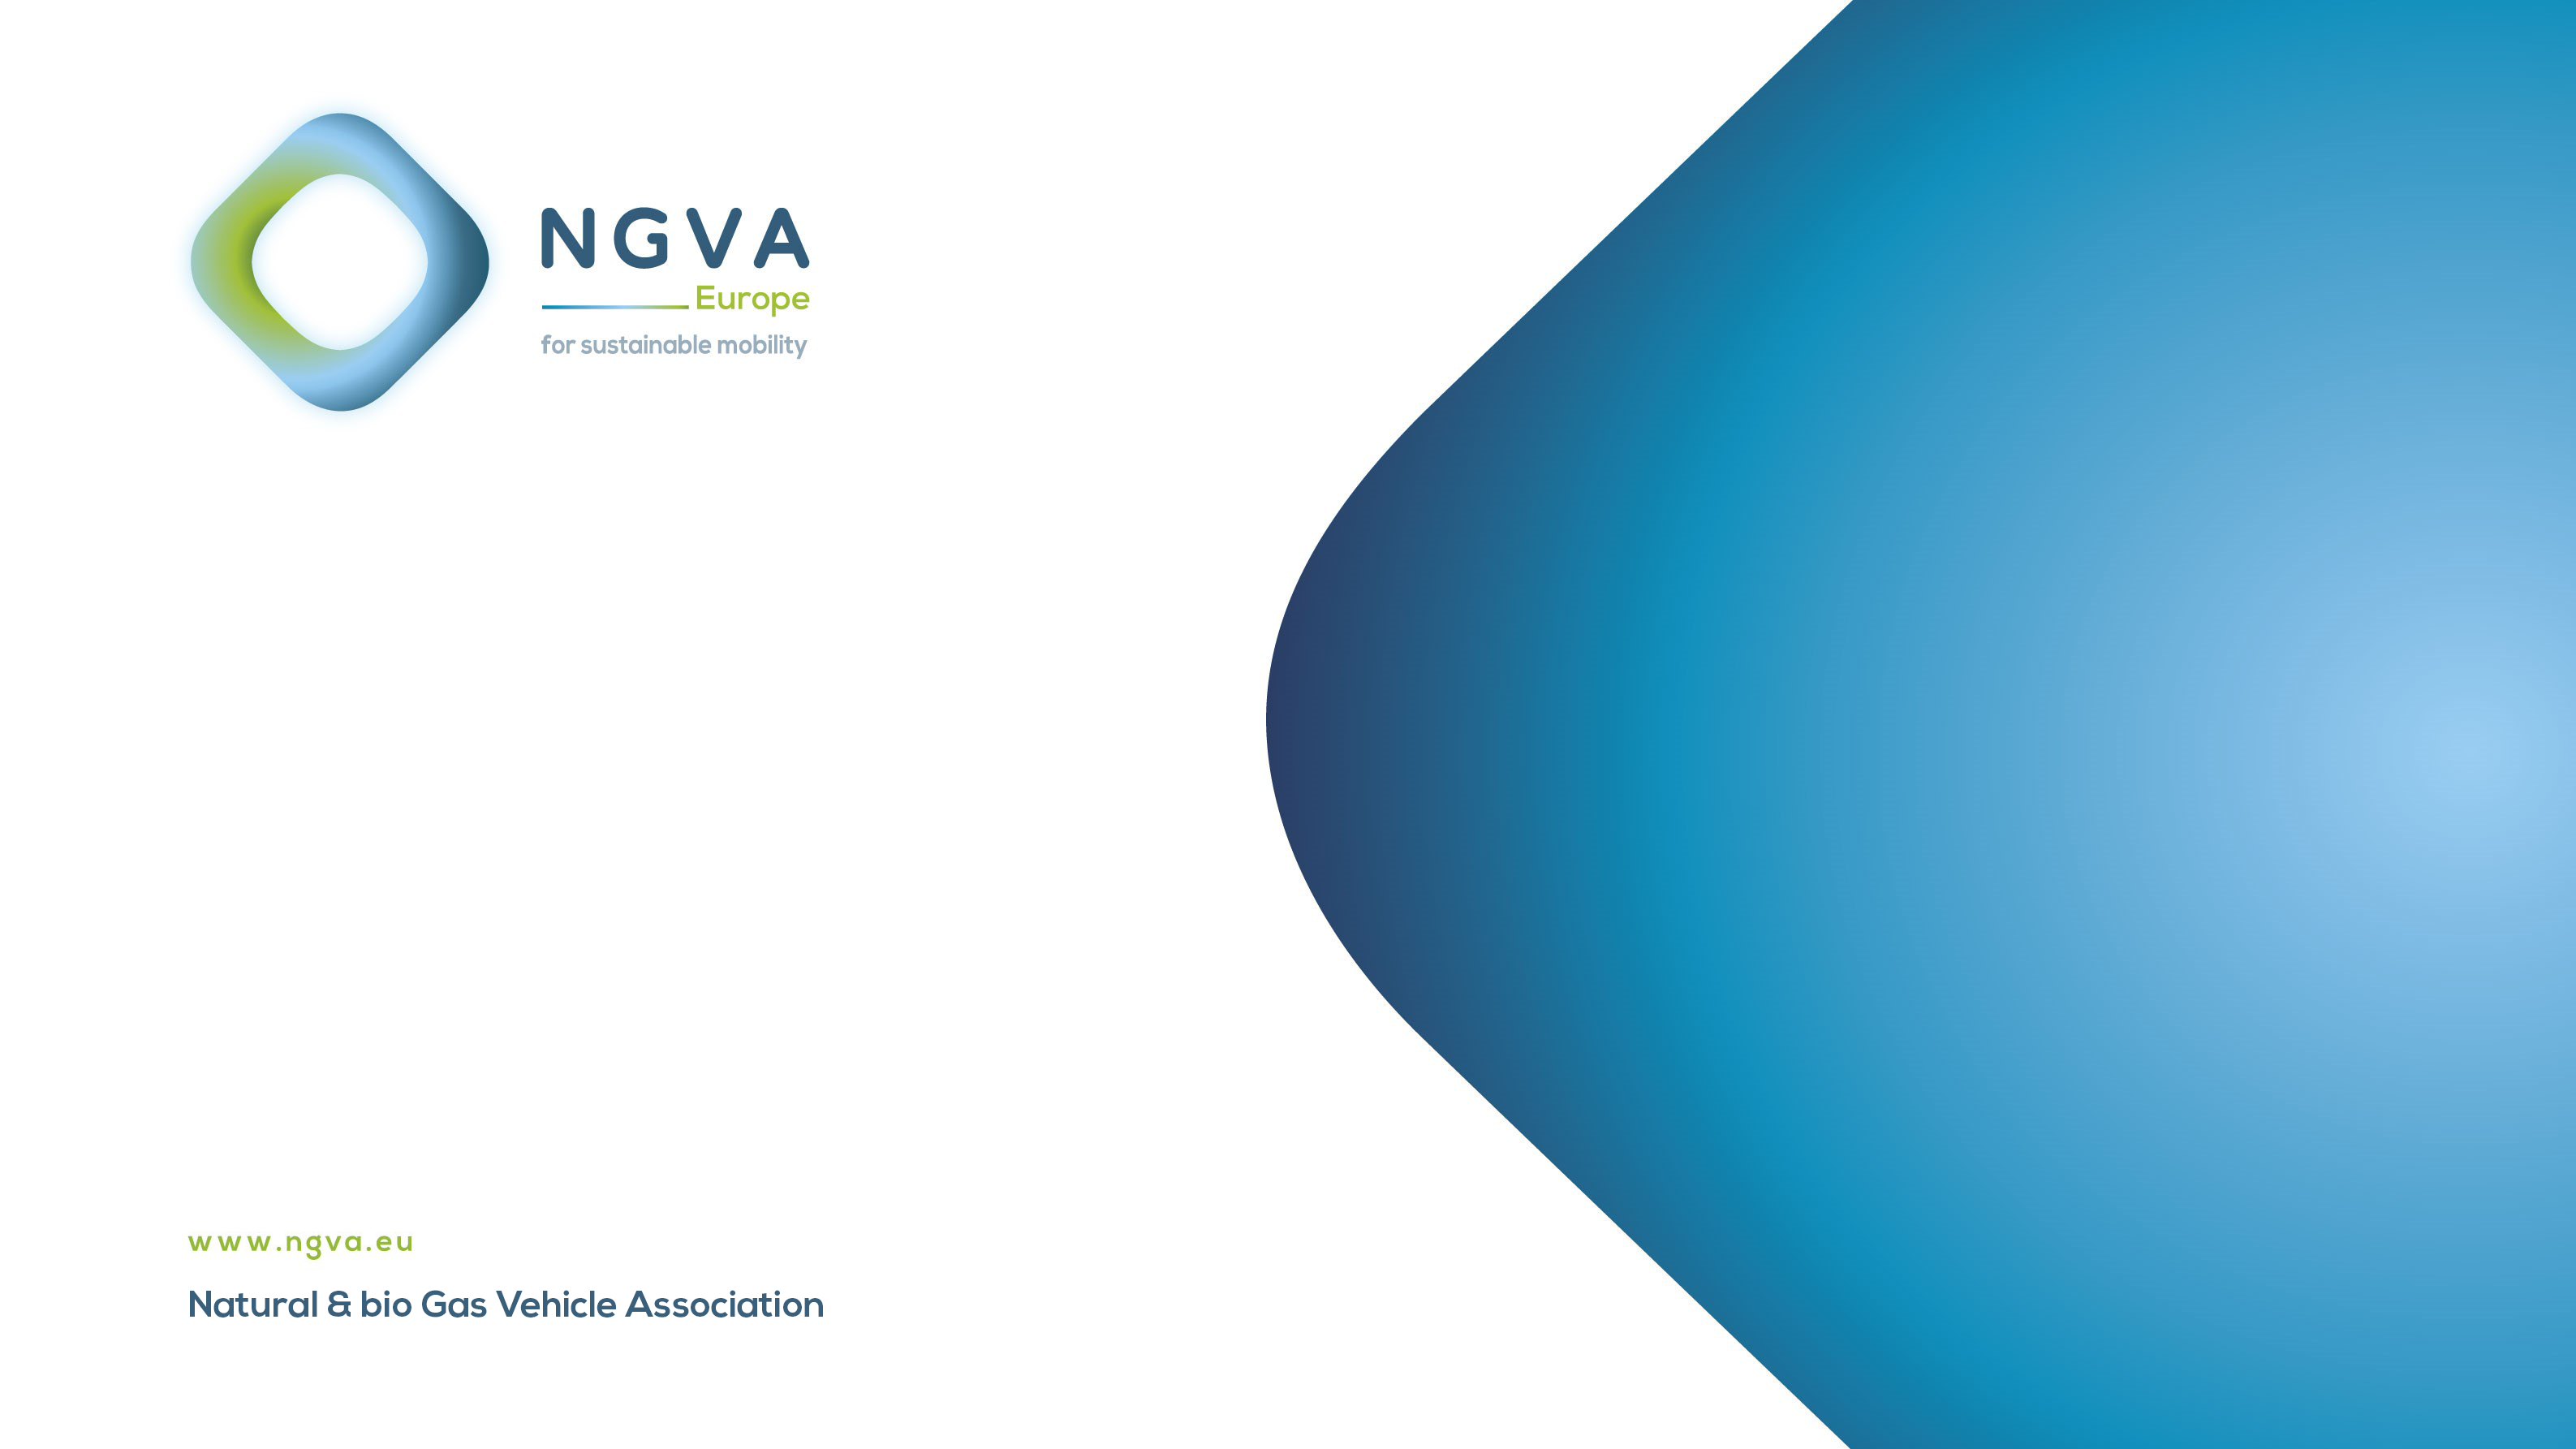 NGVA
Europe
for sustainable mobility
www.ngva.eu
Natural & bio Gas Vehicle Association